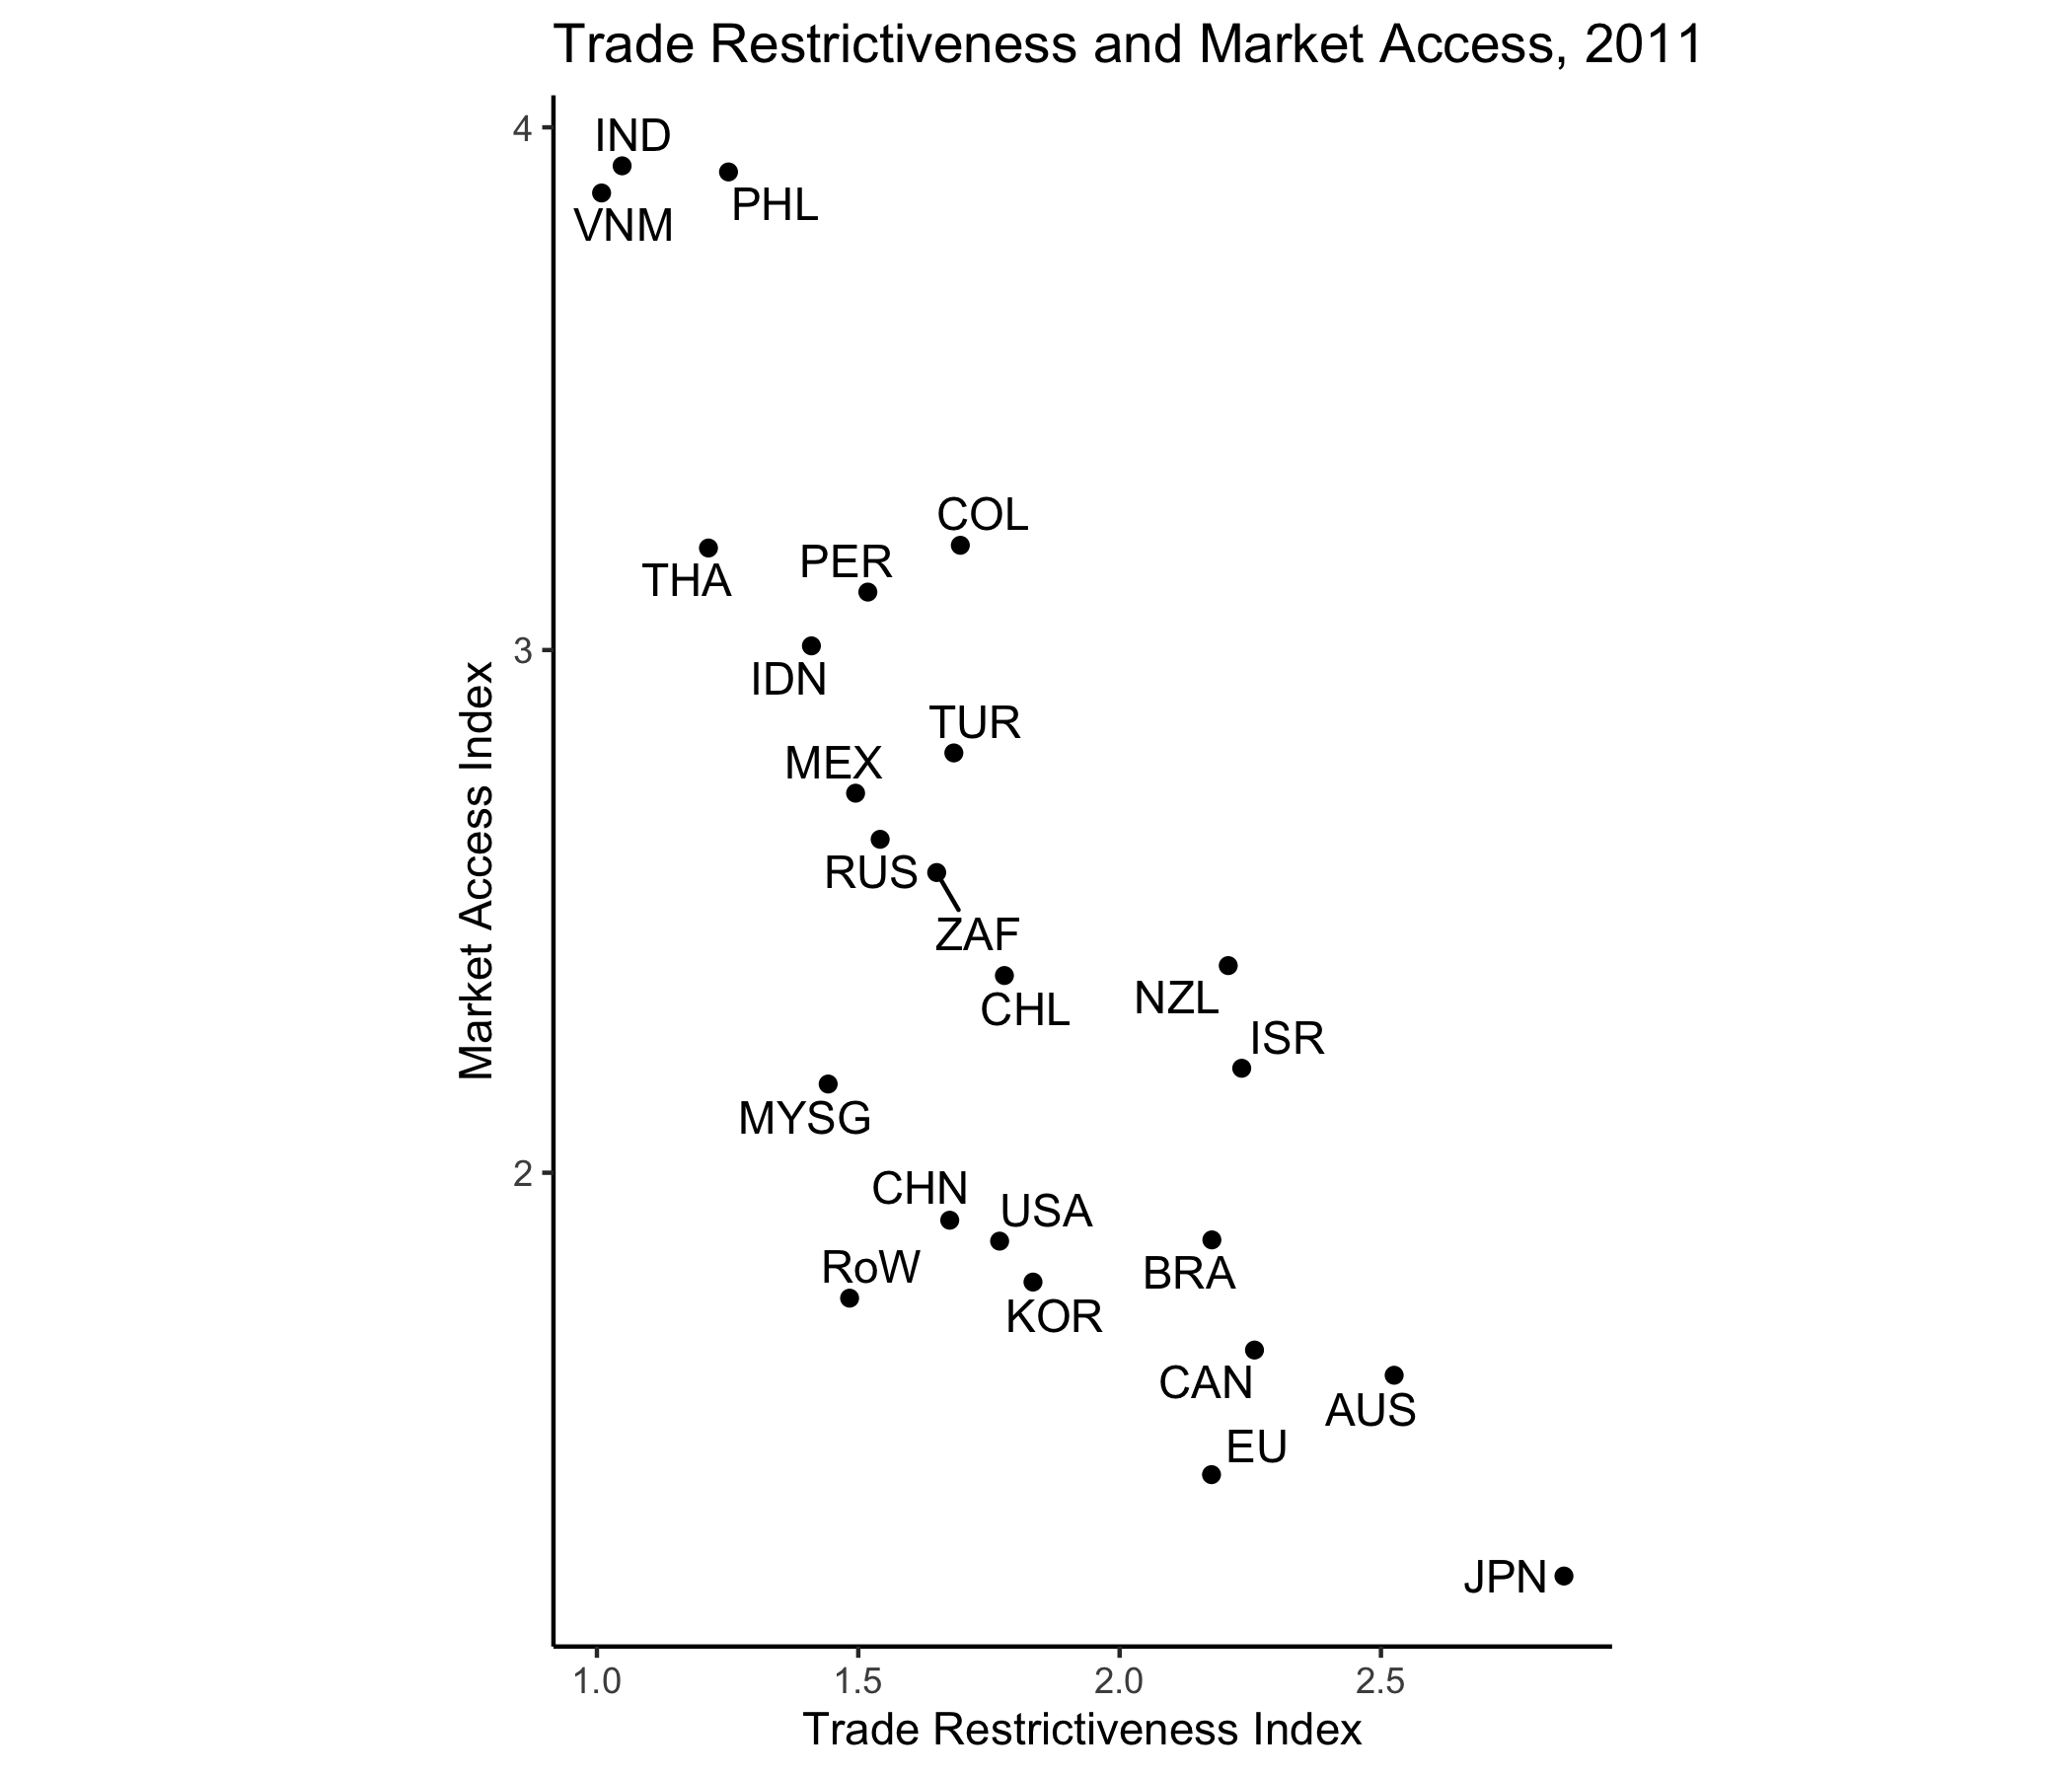 Trade Restrictiveness and Market Access, 2011
4
IND
PHL
VNM
COL
PER
THA
3
IDN
TUR
MEX
RUS
ZAF
NZL
CHL
ISR
MYSG
2
CHN
USA
RoW
BRA
KOR
CAN
AUS
EU
JPN
Market Access Index
1.0 1.5 2.0 2.5
Trade Restrictiveness Index